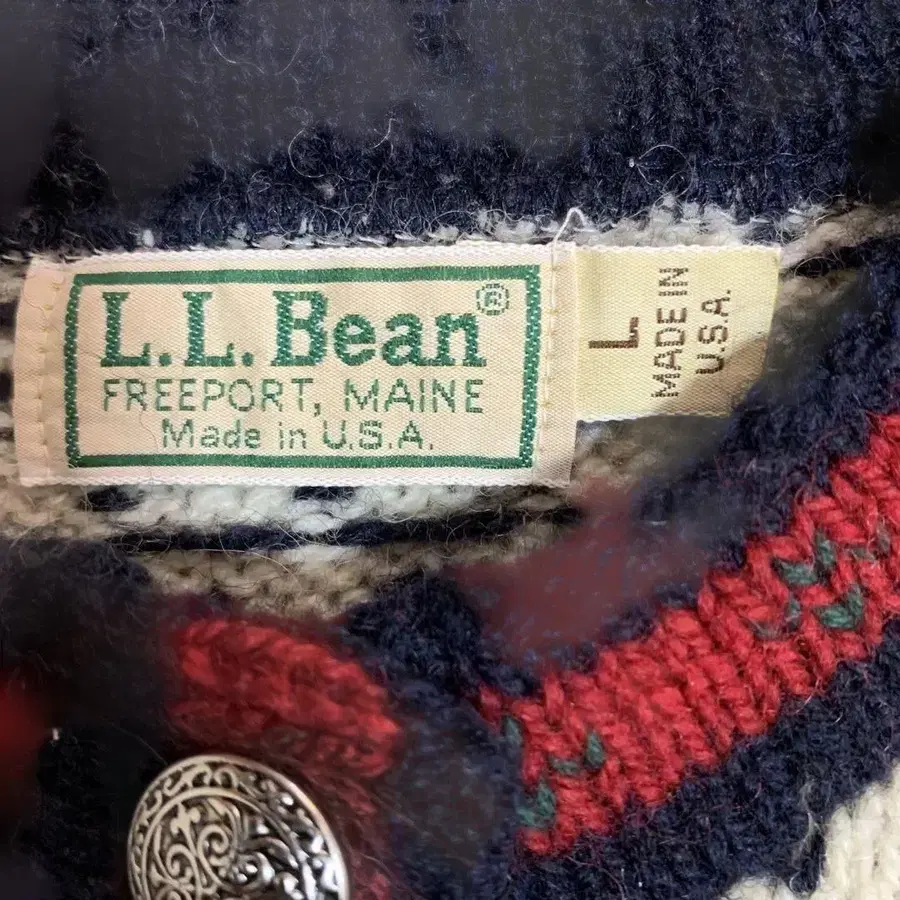 L.L.Bean®
FREEPORT, MAINE
Made in U.S.A.
L
MADE IN
U.S.A.